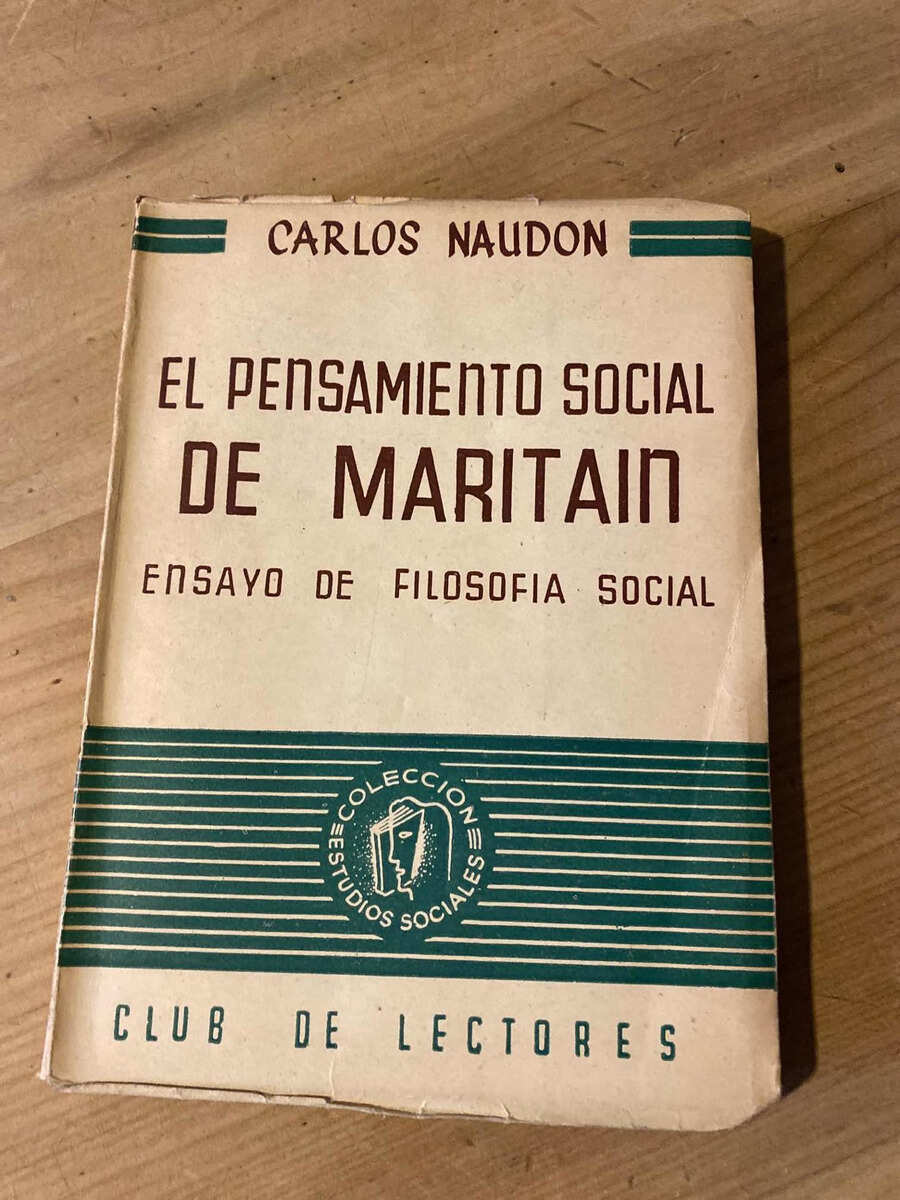 CARLOS NAUDON
EL PENSAMIENTO SOCIAL
DE MARITAIN
ENSAYO DE FILOSOFIA SOCIAL
COLECCION
ESTUDIOS SOCIALES
CLUB DE LECTORES